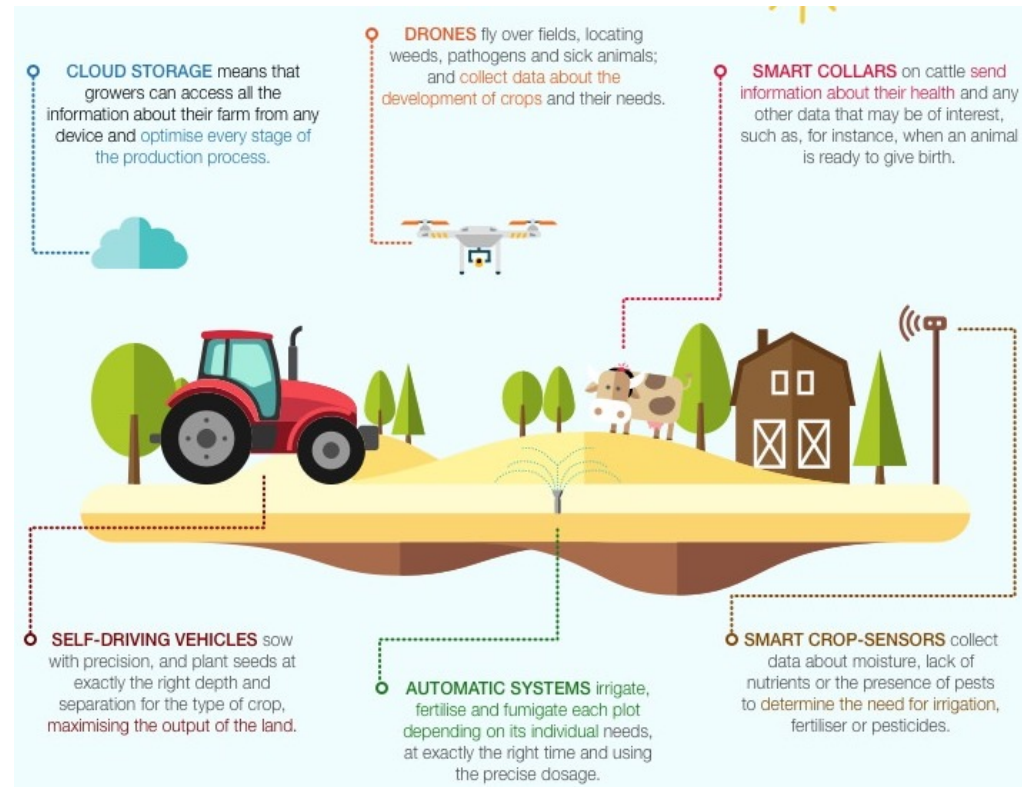 CLOUD STORAGE means that
growers can access all the
information about their farm from any
device and optimise every stage of
the production process.
DRONES fly over fields, locating
weeds, pathogens and sick animals;
and collect data about the
development of crops and their needs.
SMART COLLARS on cattle send
information about their health and any
other data that may be of interest,
such as, for instance, when an animal
is ready to give birth.
SELF-DRIVING VEHICLES sow
with precision, and plant seeds at
exactly the right depth and
separation for the type of crop,
maximising the output of the land.
AUTOMATIC SYSTEMS irrigate,
fertilise and fumigate each plot
depending on its individual needs,
at exactly the right time and using
the precise dosage.
SMART CROP-SENSORS collect
data about moisture, lack of
nutrients or the presence of pests
to determine the need for irrigation,
fertiliser or pesticides.